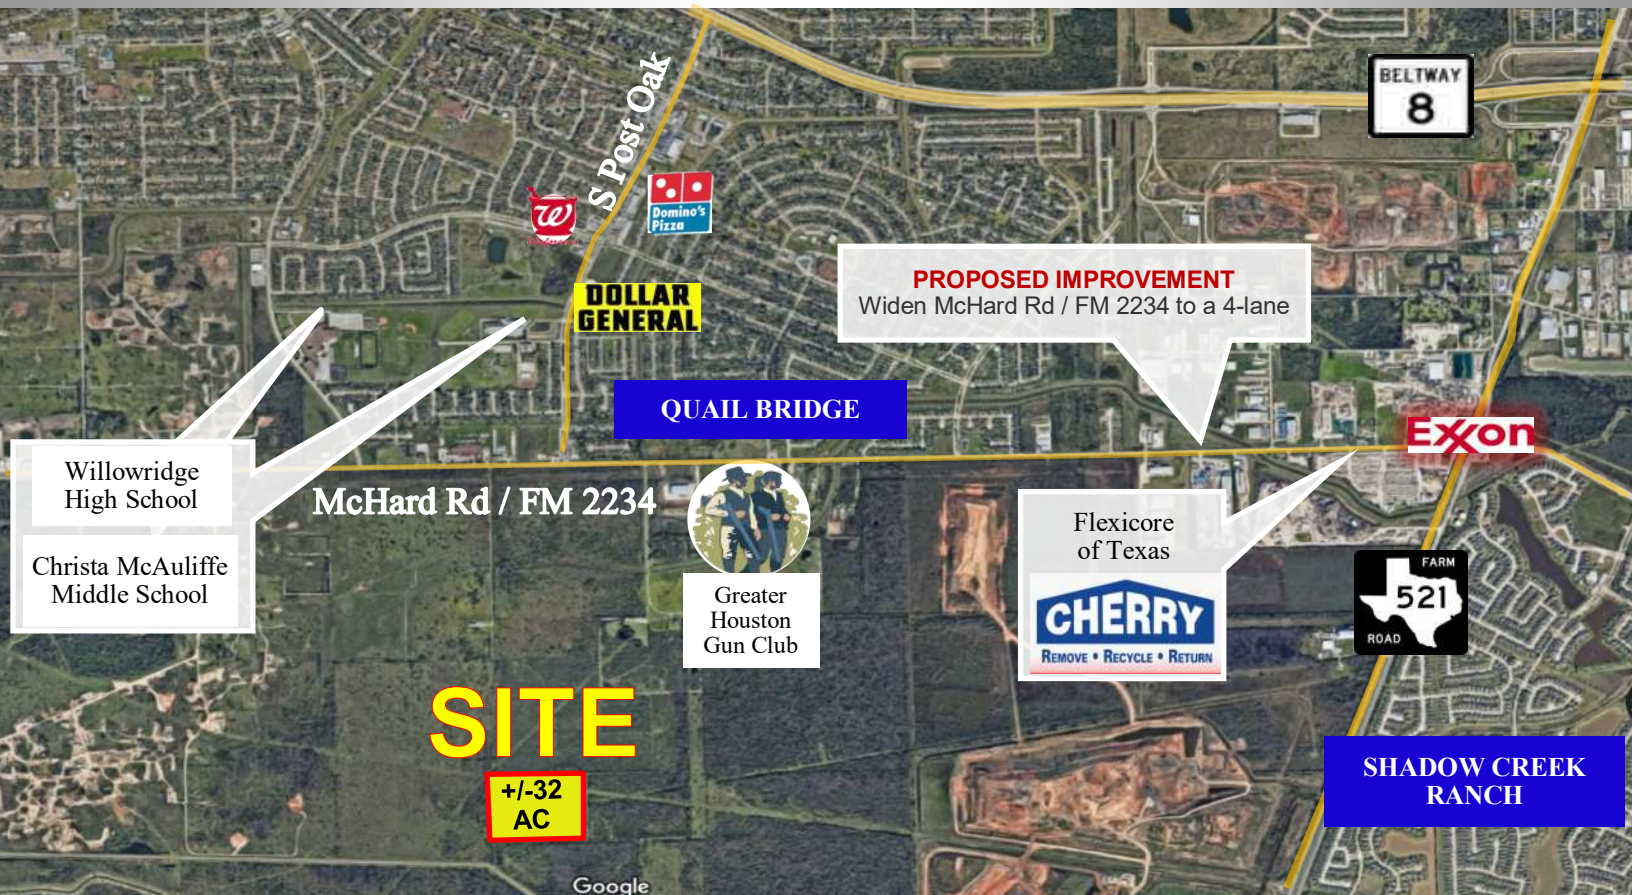 S Post Oak
BELTWAY
8
W
Domino's
Pizza
DOLLAR
GENERAL
PROPOSED IMPROVEMENT
Widen McHard Rd / FM 2234 to a 4-lane
QUAIL BRIDGE
Exxon
Willowridge
High School
Christa McAuliffe
Middle School
McHard Rd / FM 2234
Greater
Houston
Gun Club
Flexicore
of Texas
CHERRY
REMOVE • RECYCLE • RETURN
FARM
521
ROAD
SITE
+/-32
AC
SHADOW CREEK
RANCH
Google